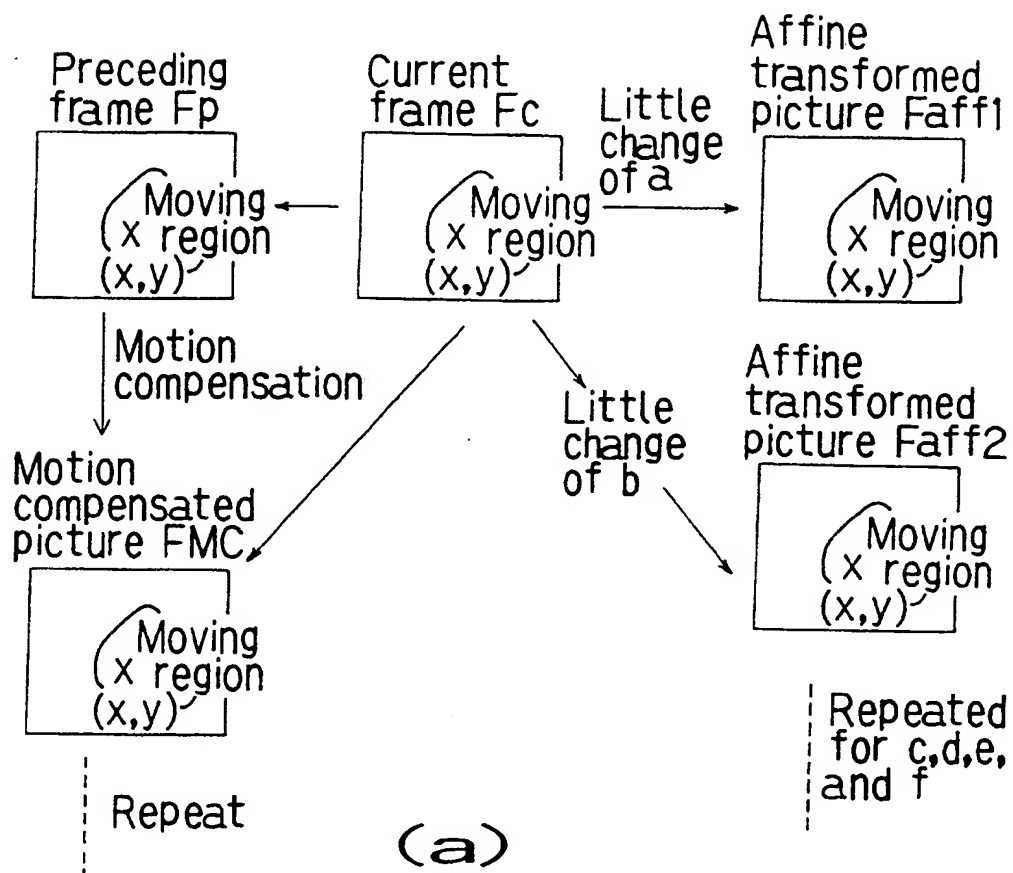 Preceding
frame Fp
Moving
x region
(x,y)
Current
frame Fc
Moving
x region
(x,y)
Little
change
of a
Affine
transformed
picture Faff1
Moving
x region
(x,y)
Motion
compensation
Little
change
of b
Affine
transformed
picture Faff2
Moving
x region
(x,y)
Motion
compensated
picture FMC
Moving
x region
(x,y)
Repeated
for c,d,e,
and f
Repeat
(a)